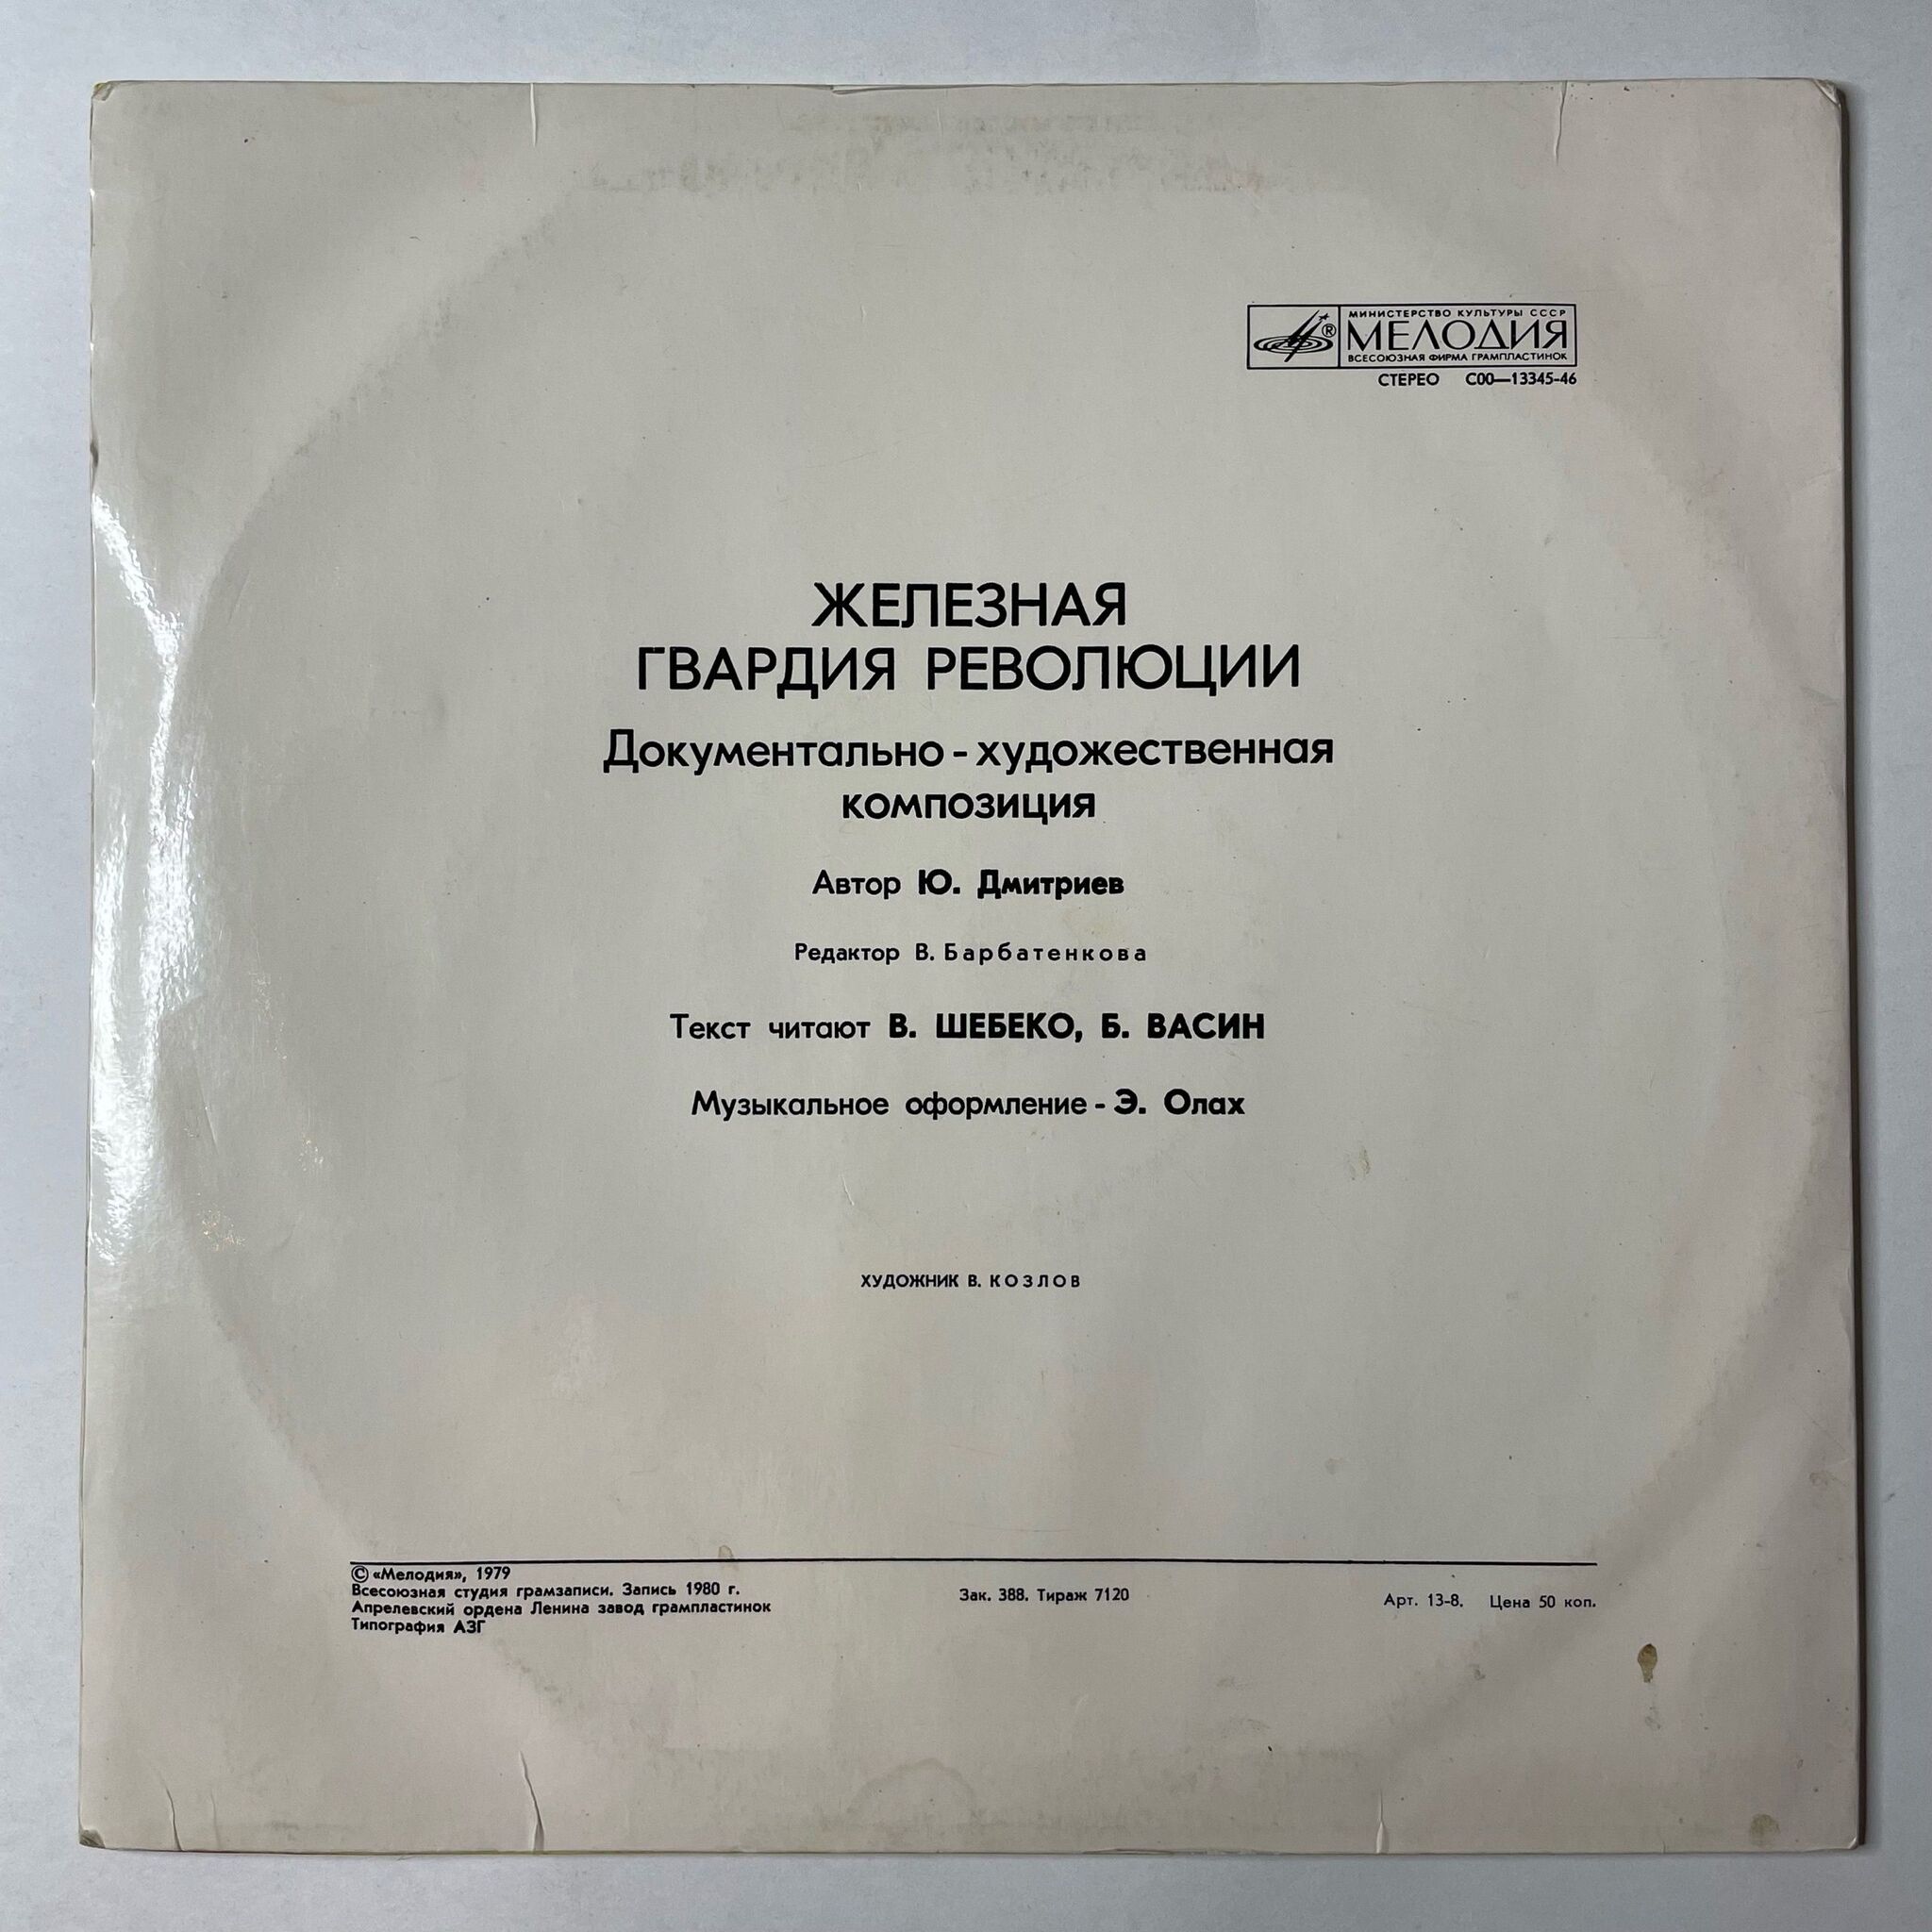 МИНИСТЕРСТВО КУЛЬТУРЫ СССР
® МЕЛОДИЯ
ВСЕСОЮЗНАЯ ФИРМА ГРАМПЛАСТИНОК
СТЕРЕО С00—13345-46
ЖЕЛЕЗНАЯ
ГВАРДИЯ РЕВОЛЮЦИИ
Документально - художественная
композиция
Автор Ю. Дмитриев
Редактор В. Барбатенкова
Текст читают В. ШЕБЕКО, Б. ВАСИН
Музыкальное оформление - Э. Олах
ХУДОЖНИК В. КОЗЛОВ
© «Мелодия», 1979
Всесоюзная студия грамзаписи. Запись 1980 г.
Апрелевский ордена Ленина завод грампластинок
Типография АЗГ
Зак. 388. Тираж 7120
Арт. 13-8. Цена 50 коп.